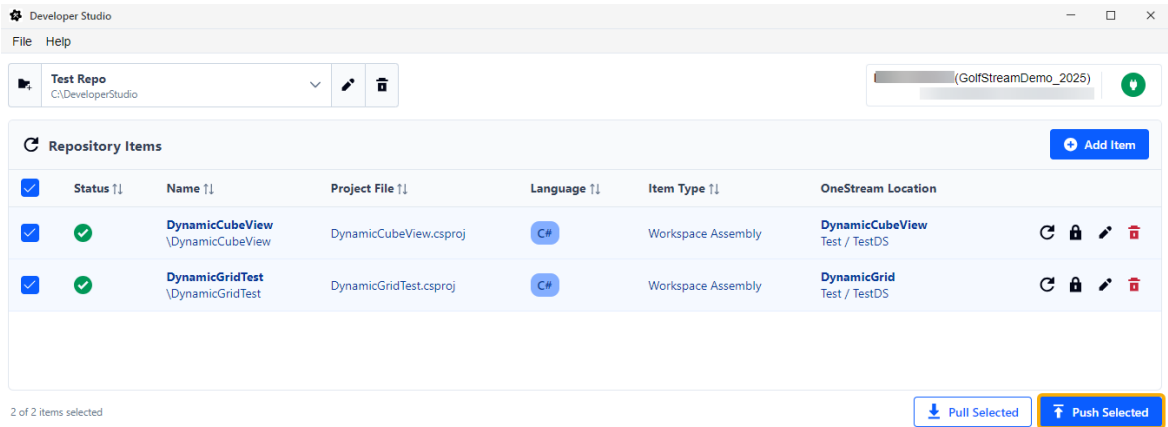 Developer Studio
File Help
Test Repo
C:\DeveloperStudio
(GolfStreamDemo_2025)
Repository Items
Add Item
Status Name Project File Language Item Type OneStream Location
DynamicCubeView
\DynamicCubeView
DynamicCubeView.csproj
C#
Workspace Assembly
DynamicCubeView
Test / TestDS
DynamicGridTest
\DynamicGridTest
DynamicGridTest.csproj
C#
Workspace Assembly
DynamicGrid
Test / TestDS
2 of 2 items selected
Pull Selected
Push Selected